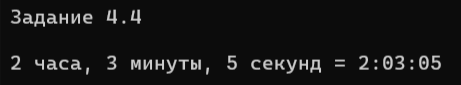 Задание 4.4
2 часа, 3 минуты, 5 секунд = 2:03:05